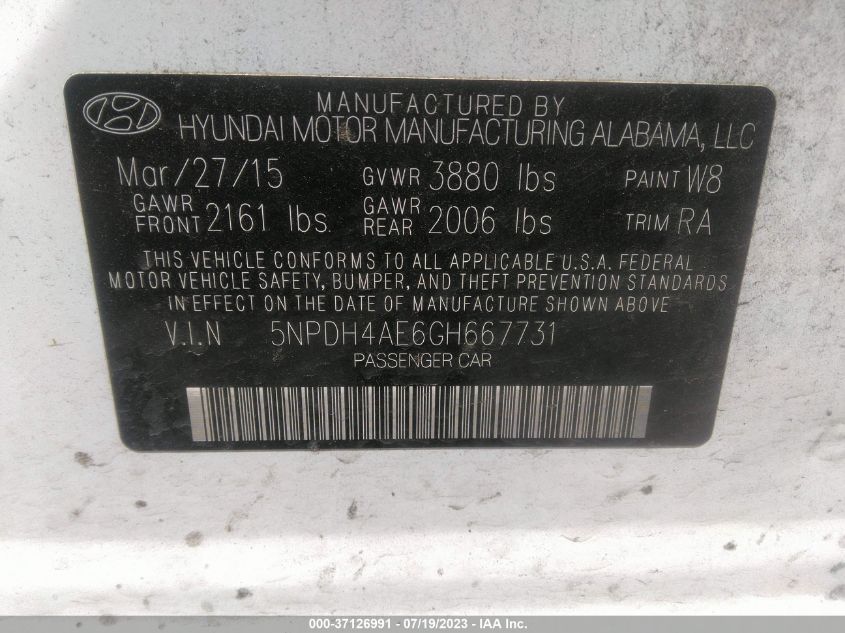 MANUFACTURED BY
HYUNDAI MOTOR MANUFACTURING ALABAMA, LLC
Mar/27/15 GVWR 3880 lbs PAINT W8
GAWR FRONT 2161 lbs. GAWR REAR 2006 lbs TRIM RA
THIS VEHICLE CONFORMS TO ALL APPLICABLE U.S.A. FEDERAL
MOTOR VEHICLE SAFETY, BUMPER, AND THEFT PREVENTION STANDARDS
IN EFFECT ON THE DATE OF MANUFACTURE SHOWN ABOVE
V.I.N 5NPDH4AE6GH667731
PASSENGER CAR
000-37126991 - 07/19/2023 - IAA Inc.